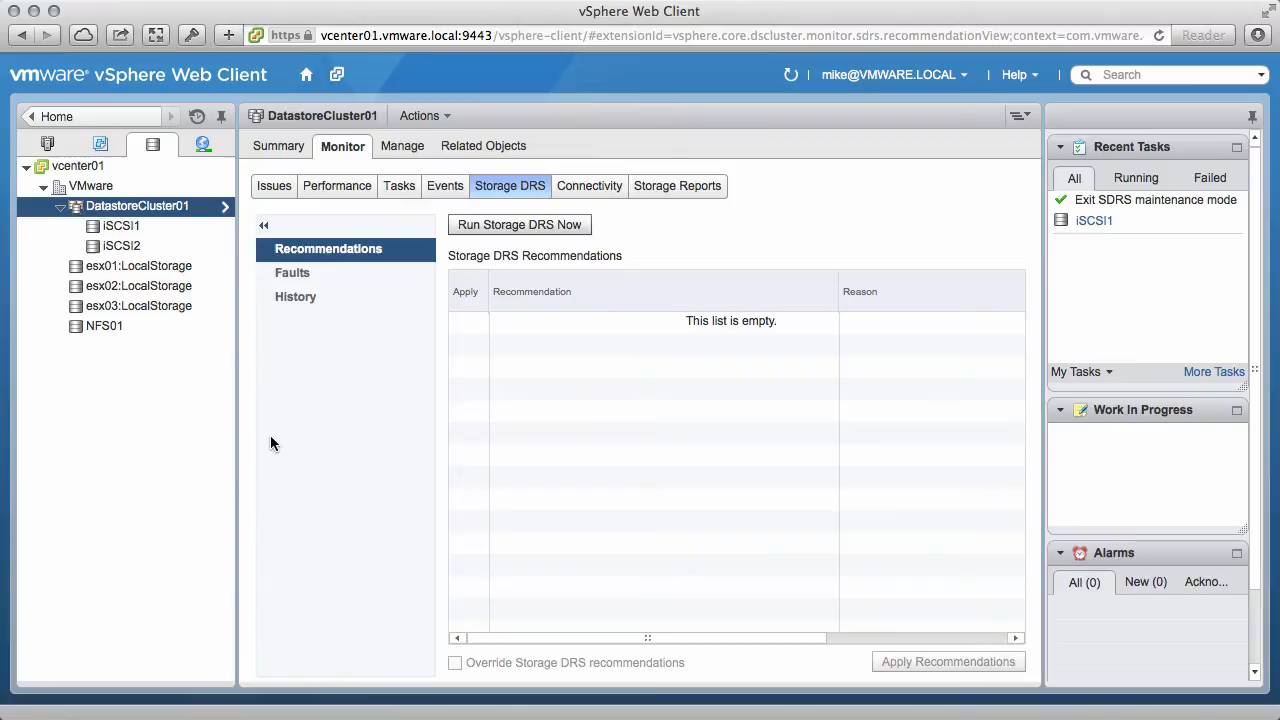 vSphere Web Client
https vcenter01.vmware.local:9443/vsphere-client/#extensionId=vsphere.core.dscluster.monitor.sdrs.recommendationView;context=com.vmware. Reader
vmware® vSphere Web Client
mike@VMWARE.LOCAL
Help
Search
Home
vcenter01
VMware
DatastoreCluster01
iSCSI1
iSCSI2
esx01:LocalStorage
esx02:LocalStorage
esx03:LocalStorage
NFS01
DatastoreCluster01 Actions
Summary Monitor Manage Related Objects
Issues Performance Tasks Events Storage DRS Connectivity Storage Reports
Recommendations
Faults
History
Run Storage DRS Now
Storage DRS Recommendations
Apply Recommendation Reason
This list is empty.
Override Storage DRS recommendations
Apply Recommendations
Recent Tasks
All Running Failed
Exit SDRS maintenance mode
iSCSI1
My Tasks More Tasks
Work In Progress
Alarms
All (0) New (0) Ackno...